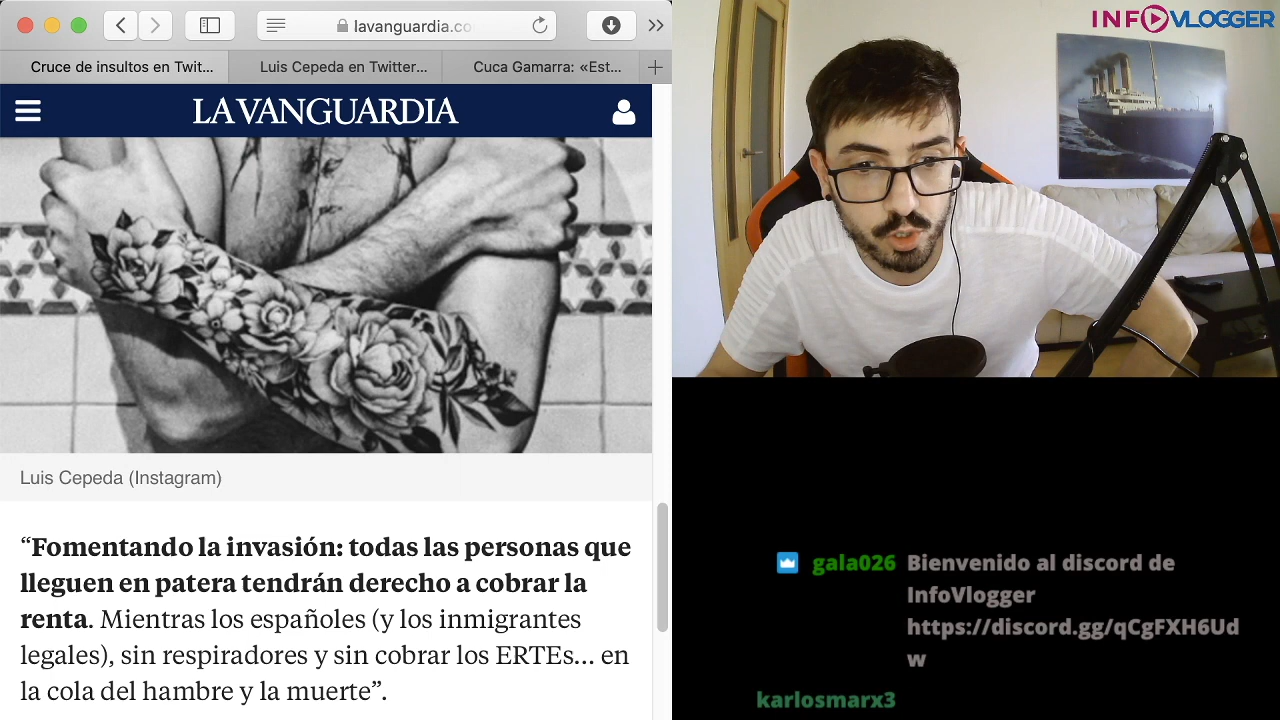 lavanguardia.co
Cruce de insultos en Twit...
Luis Cepeda en Twitter...
Cuca Gamarra: «Est...
LA VANGUARDIA
Luis Cepeda (Instagram)
“Fomentando la invasión: todas las personas que
lleguen en patera tendrán derecho a cobrar la
renta. Mientras los españoles (y los inmigrantes
legales), sin respiradores y sin cobrar los ERTEs... en
la cola del hambre y la muerte”.
INFOVLOGGER
gala026 Bienvenido al discord de
InfoVlogger
https://discord.gg/qCgFXH6Ud
w
karlosmarx3